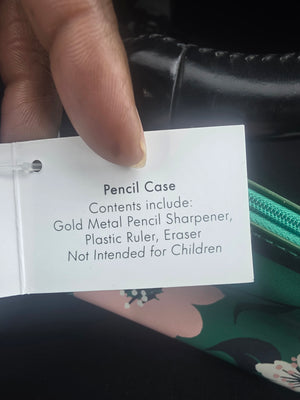 Pencil Case
Contents include:
Gold Metal Pencil Sharpener,
Plastic Ruler, Eraser
Not Intended for Children